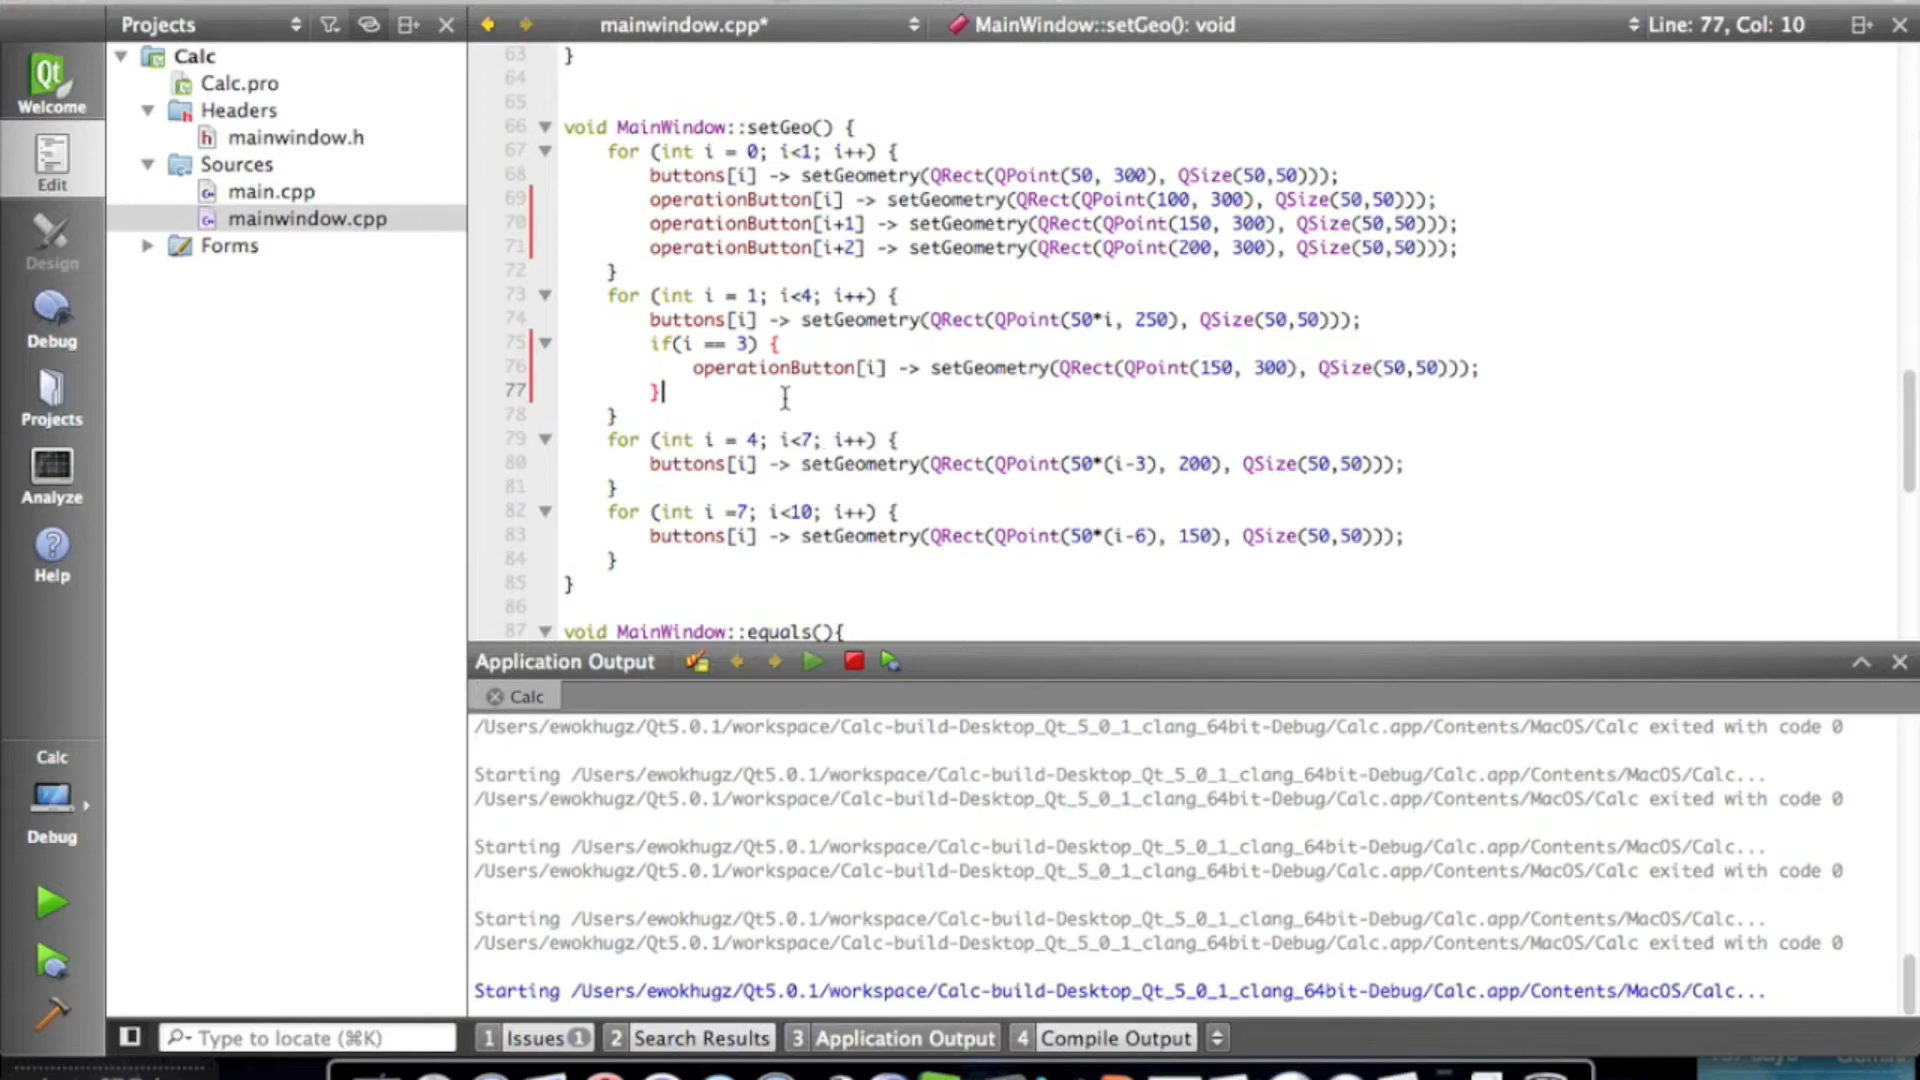 Projects
mainwindow.cpp*
MainWindow::setGeo(): void
Line: 77, Col: 10
Welcome
Edit
Design
Debug
Projects
Analyze
Help
Calc
Debug
Calc
Calc.pro
Headers
mainwindow.h
Sources
main.cpp
mainwindow.cpp
Forms
63 }
64
65
66 void MainWindow::setGeo() {
67 for (int i = 0; i<1; i++) {
68 buttons[i] -> setGeometry(QRect(QPoint(50, 300), QSize(50,50)));
69 operationButton[i] -> setGeometry(QRect(QPoint(100, 300), QSize(50,50)));
70 operationButton[i+1] -> setGeometry(QRect(QPoint(150, 300), QSize(50,50)));
71 operationButton[i+2] -> setGeometry(QRect(QPoint(200, 300), QSize(50,50)));
72 }
73 for (int i = 1; i<4; i++) {
74 buttons[i] -> setGeometry(QRect(QPoint(50*i, 250), QSize(50,50)));
75 if(i == 3) {
76 operationButton[i] -> setGeometry(QRect(QPoint(150, 300), QSize(50,50)));
77 }
78 }
79 for (int i = 4; i<7; i++) {
80 buttons[i] -> setGeometry(QRect(QPoint(50*(i-3), 200), QSize(50,50)));
81 }
82 for (int i =7; i<10; i++) {
83 buttons[i] -> setGeometry(QRect(QPoint(50*(i-6), 150), QSize(50,50)));
84 }
85 }
86
87 void MainWindow::equals(){
Application Output
Calc
/Users/ewokhugz/Qt5.0.1/workspace/Calc-build-Desktop_Qt_5_0_1_clang_64bit-Debug/Calc.app/Contents/MacOS/Calc exited with code 0
Starting /Users/ewokhugz/Qt5.0.1/workspace/Calc-build-Desktop_Qt_5_0_1_clang_64bit-Debug/Calc.app/Contents/MacOS/Calc...
/Users/ewokhugz/Qt5.0.1/workspace/Calc-build-Desktop_Qt_5_0_1_clang_64bit-Debug/Calc.app/Contents/MacOS/Calc exited with code 0
Starting /Users/ewokhugz/Qt5.0.1/workspace/Calc-build-Desktop_Qt_5_0_1_clang_64bit-Debug/Calc.app/Contents/MacOS/Calc...
/Users/ewokhugz/Qt5.0.1/workspace/Calc-build-Desktop_Qt_5_0_1_clang_64bit-Debug/Calc.app/Contents/MacOS/Calc exited with code 0
Starting /Users/ewokhugz/Qt5.0.1/workspace/Calc-build-Desktop_Qt_5_0_1_clang_64bit-Debug/Calc.app/Contents/MacOS/Calc...
/Users/ewokhugz/Qt5.0.1/workspace/Calc-build-Desktop_Qt_5_0_1_clang_64bit-Debug/Calc.app/Contents/MacOS/Calc exited with code 0
Starting /Users/ewokhugz/Qt5.0.1/workspace/Calc-build-Desktop_Qt_5_0_1_clang_64bit-Debug/Calc.app/Contents/MacOS/Calc...
Type to locate (⌘K)
1 Issues 1
2 Search Results
3 Application Output
4 Compile Output